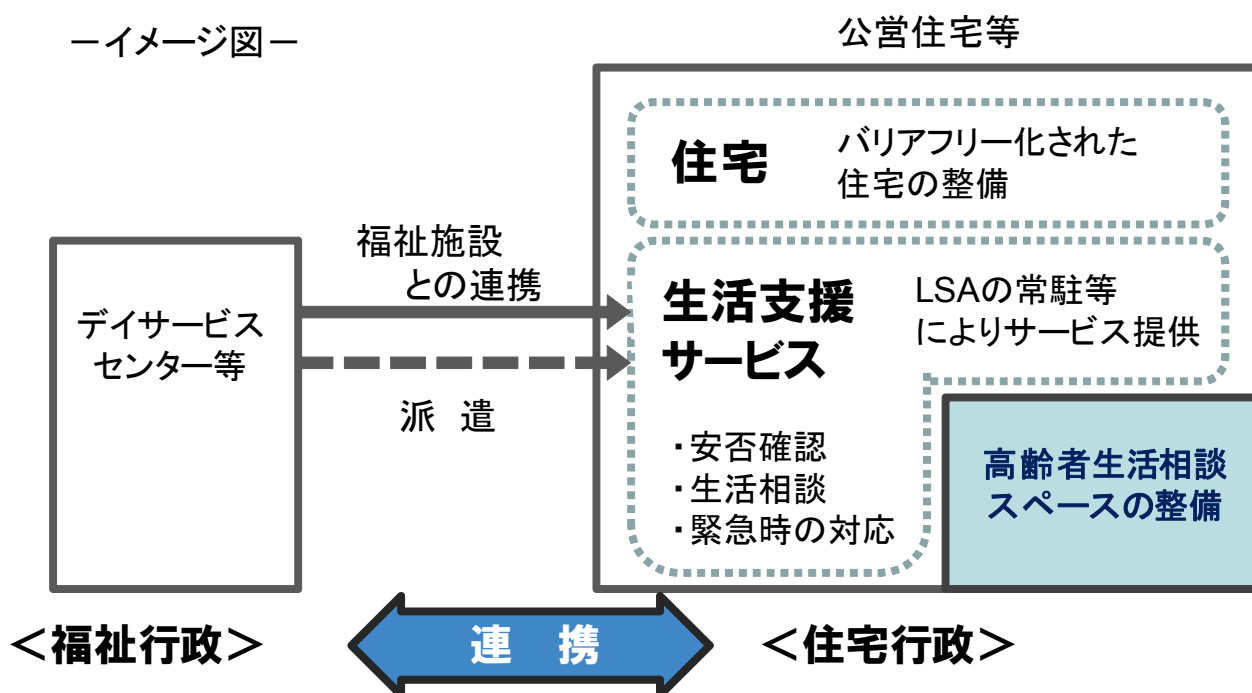 －イメージ図－
公営住宅等
住宅
バリアフリー化された
住宅の整備
福祉施設
との連携
デイサービス
センター等
派 遣
生活支援
サービス
LSAの常駐等
によりサービス提供
・安否確認
・生活相談
・緊急時の対応
高齢者生活相談
スペースの整備
＜福祉行政＞
連 携
＜住宅行政＞